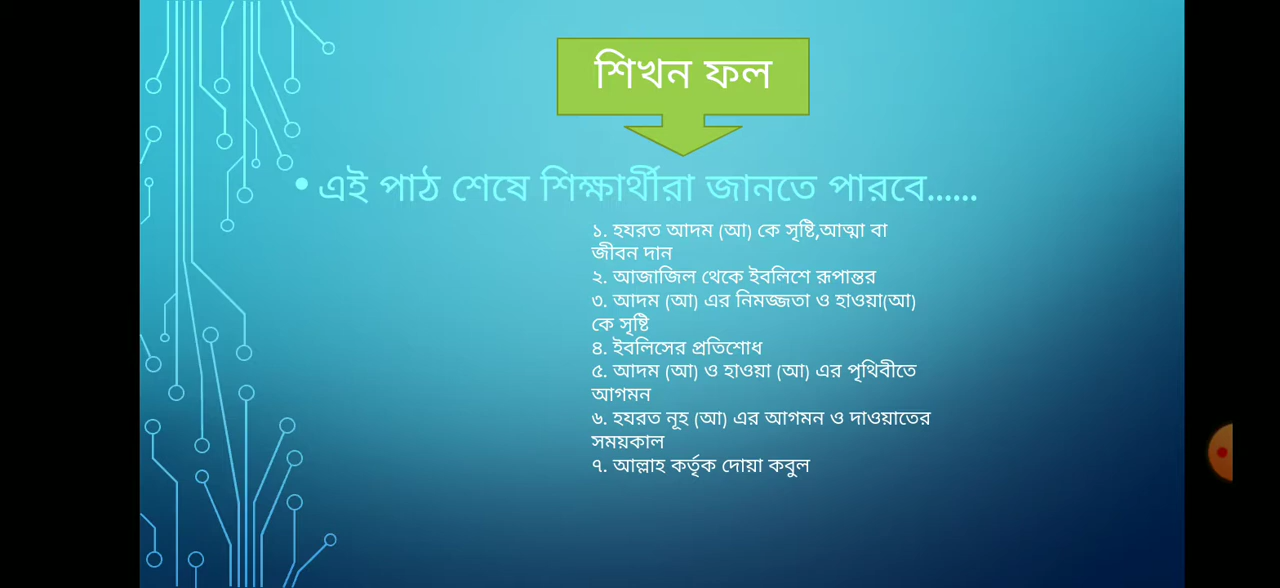 শিখন ফল
• এই পাঠ শেষে শিক্ষার্থীরা জানতে পারবে......
১. হযরত আদম (আ) কে সৃষ্টি,আত্মা বা
জীবন দান
২. আজাজিল থেকে ইবলিশে রূপান্তর
৩. আদম (আ) এর নিমজ্জতা ও হাওয়া(আ)
কে সৃষ্টি
৪. ইবলিসের প্রতিশোধ
৫. আদম (আ) ও হাওয়া (আ) এর পৃথিবীতে
আগমন
৬. হযরত নূহ (আ) এর আগমন ও দাওয়াতের
সময়কাল
৭. আল্লাহ কর্তৃক দোয়া কবুল